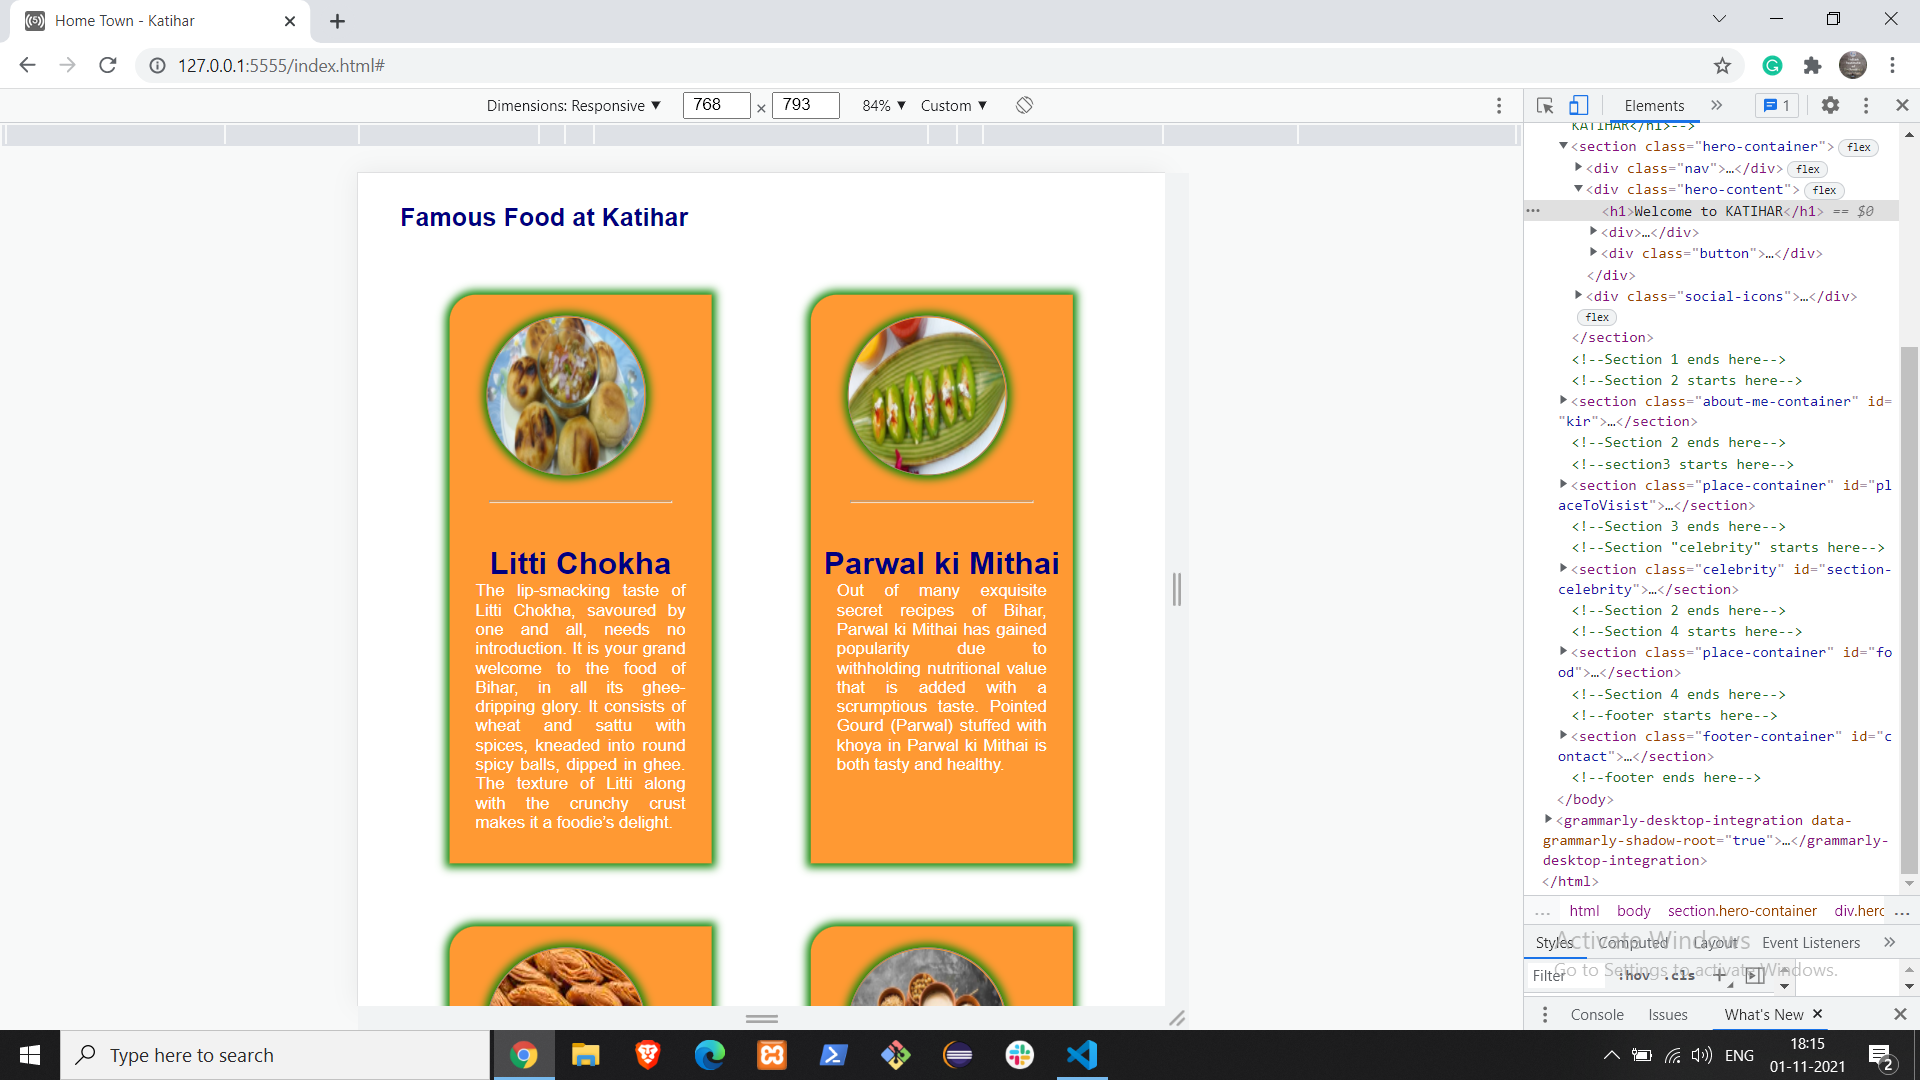 Home Town - Katihar
127.0.0.1:5555/index.html#
Dimensions: Responsive ▼ 768 × 793 84% ▼ Custom ▼
Elements » 1
Famous Food at Katihar
Litti Chokha
The lip-smacking taste of
Litti Chokha, savoured by
one and all, needs no
introduction. It is your grand
welcome to the food of
Bihar, in all its ghee-
dripping glory. It consists of
wheat and sattu with
spices, kneaded into round
spicy balls, dipped in ghee.
The texture of Litti along
with the crunchy crust
makes it a foodie's delight.
Parwal ki Mithai
Out of many exquisite
secret recipes of Bihar,
Parwal ki Mithai has gained
popularity due to
withholding nutritional value
that is added with a
scrumptious taste. Pointed
Gourd (Parwal) stuffed with
khoya in Parwal ki Mithai is
both tasty and healthy.
KATIHAR</h1>-->
▼<section class="hero-container"> flex
▶<div class="nav">…</div> flex
▼<div class="hero-content"> flex
… <h1>Welcome to KATIHAR</h1> == $0
▶<div>…</div>
▶<div class="button">…</div>
</div>
▶<div class="social-icons">…</div>
flex
</section>
<!--Section 1 ends here-->
<!--Section 2 starts here-->
▶<section class="about-me-container" id=
"kir">…</section>
<!--Section 2 ends here-->
<!--section3 starts here-->
▶<section class="place-container" id="pl
aceToVisist">…</section>
<!--Section 3 ends here-->
<!--Section "celebrity" starts here-->
▶<section class="celebrity" id="section-
celebrity">…</section>
<!--Section 2 ends here-->
<!--Section 4 starts here-->
▶<section class="place-container" id="fo
od">…</section>
<!--Section 4 ends here-->
<!--footer starts here-->
▶<section class="footer-container" id="c
ontact">…</section>
<!--footer ends here-->
</body>
▶<grammarly-desktop-integration data-
grammarly-shadow-root="true">…</grammarly-
desktop-integration>
</html>
… html body section.hero-container div.herc …
Styles Computed Layout Event Listeners »
Activate Windows
Filter :hov .cls +
Go to Settings to activate Windows.
Console Issues What's New
Type here to search
ENG
18:15
01-11-2021
2